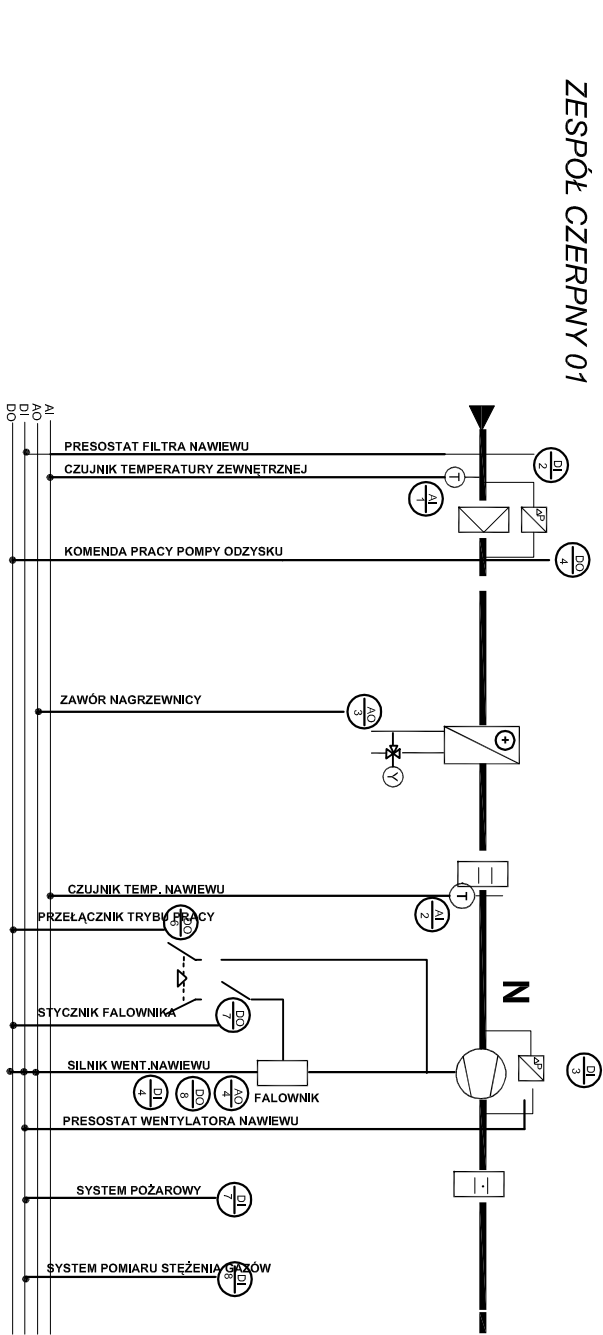 ZESPÓŁ CZERPNY 01
AI
AO
DI
DO
PRESOSTAT FILTRA NAWIEWU
DI
2
CZUJNIK TEMPERATURY ZEWNĘTRZNEJ
T
AI
1
ΔP
KOMENDA PRACY POMPY ODZYSKU
DO
4
ZAWÓR NAGRZEWNICY
AO
3
Y
+
CZUJNIK TEMP. NAWIEWU
T
AI
2
PRZEŁĄCZNIK TRYBU PRACY
DO
6
N
STYCZNIK FALOWNIKA
DO
7
SILNIK WENT.NAWIEWU
DI
4
DO
8
AO
4
FALOWNIK
ΔP
DI
3
PRESOSTAT WENTYLATORA NAWIEWU
SYSTEM POŻAROWY
DI
7
SYSTEM POMIARU STĘŻENIA GAZÓW
DI
8